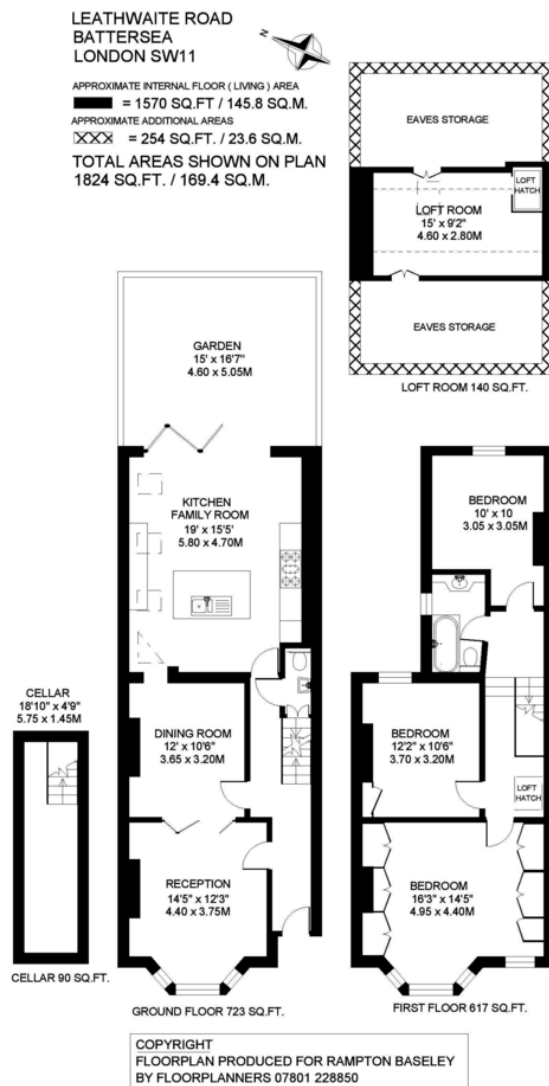 LEATHWAITE ROAD
BATTERSEA
LONDON SW11
N
APPROXIMATE INTERNAL FLOOR ( LIVING ) AREA
= 1570 SQ.FT / 145.8 SQ.M.
APPROXIMATE ADDITIONAL AREAS
= 254 SQ.FT. / 23.6 SQ.M.
TOTAL AREAS SHOWN ON PLAN
1824 SQ.FT. / 169.4 SQ.M.
EAVES STORAGE
LOFT
HATCH
LOFT ROOM
15' x 9'2"
4.60 x 2.80M
EAVES STORAGE
LOFT ROOM 140 SQ.FT.
GARDEN
15' x 16'7"
4.60 x 5.05M
KITCHEN
FAMILY ROOM
19' x 15'5'
5.80 x 4.70M
BEDROOM
10' x 10
3.05 x 3.05M
CELLAR
18'10" x 4'9"
5.75 x 1.45M
DINING ROOM
12' x 10'6"
3.65 x 3.20M
BEDROOM
12'2" x 10'6"
3.70 x 3.20M
LOFT
HATCH
RECEPTION
14'5" x 12'3"
4.40 x 3.75M
BEDROOM
16'3" x 14'5"
4.95 x 4.40M
CELLAR 90 SQ.FT.
GROUND FLOOR 723 SQ.FT.
FIRST FLOOR 617 SQ.FT.
COPYRIGHT
FLOORPLAN PRODUCED FOR RAMPTON BASELEY
BY FLOORPLANNERS 07801 228850